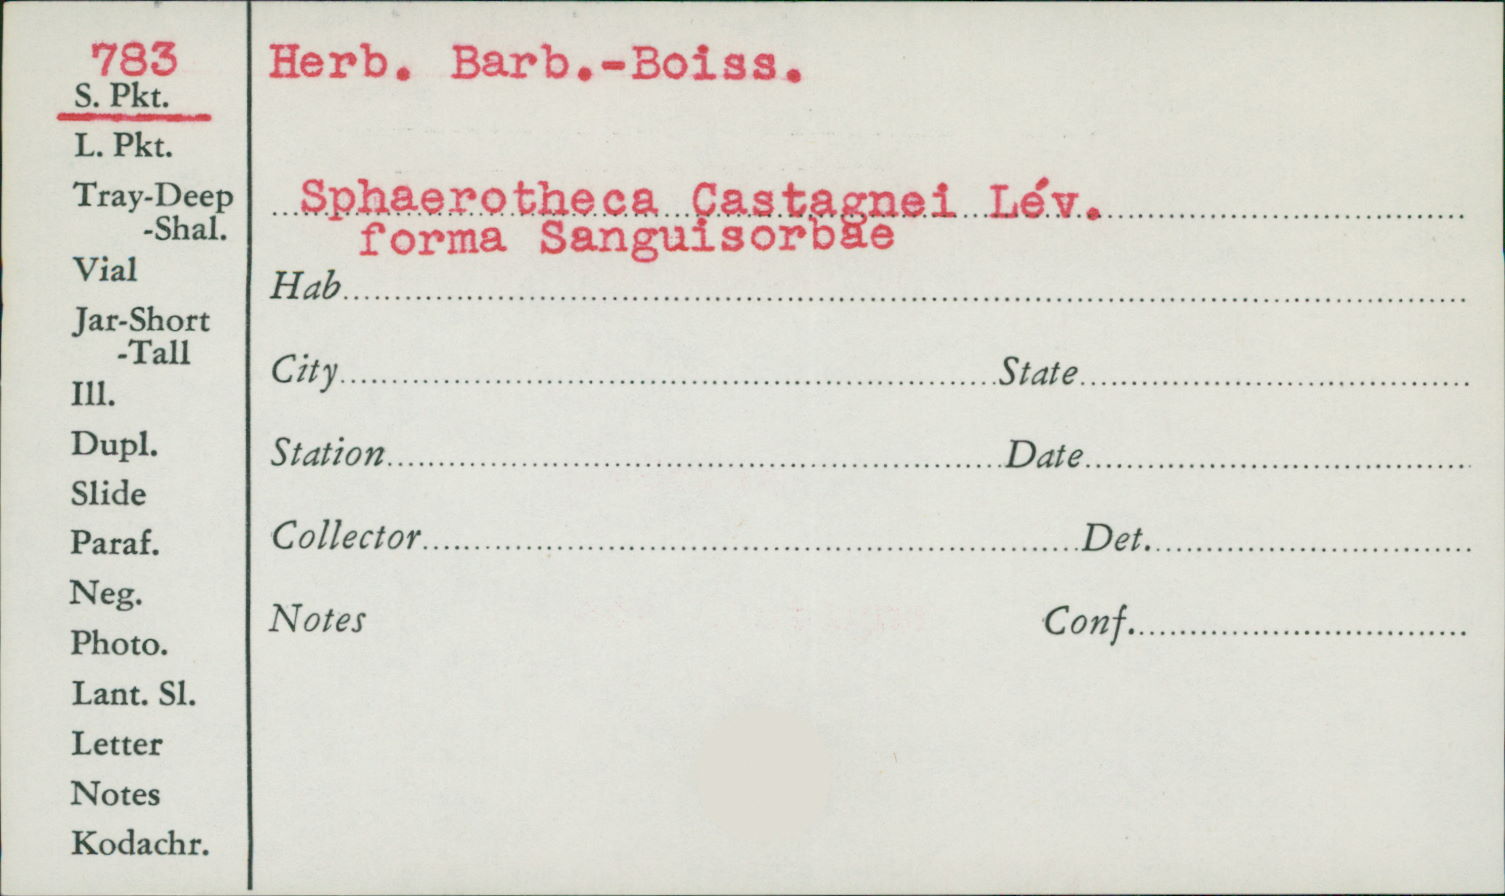 783
S. Pkt.
L. Pkt.
Tray-Deep
-Shal.
Vial
Jar-Short
-Tall
Ill.
Dupl.
Slide
Paraf.
Neg.
Photo.
Lant. Sl.
Letter
Notes
Kodachr.
Herb. Barb.-Boiss.
Sphaerotheca Castagnei Lév.
forma Sanguisorbae
Hab
City State
Station Date
Collector Det.
Notes Conf.